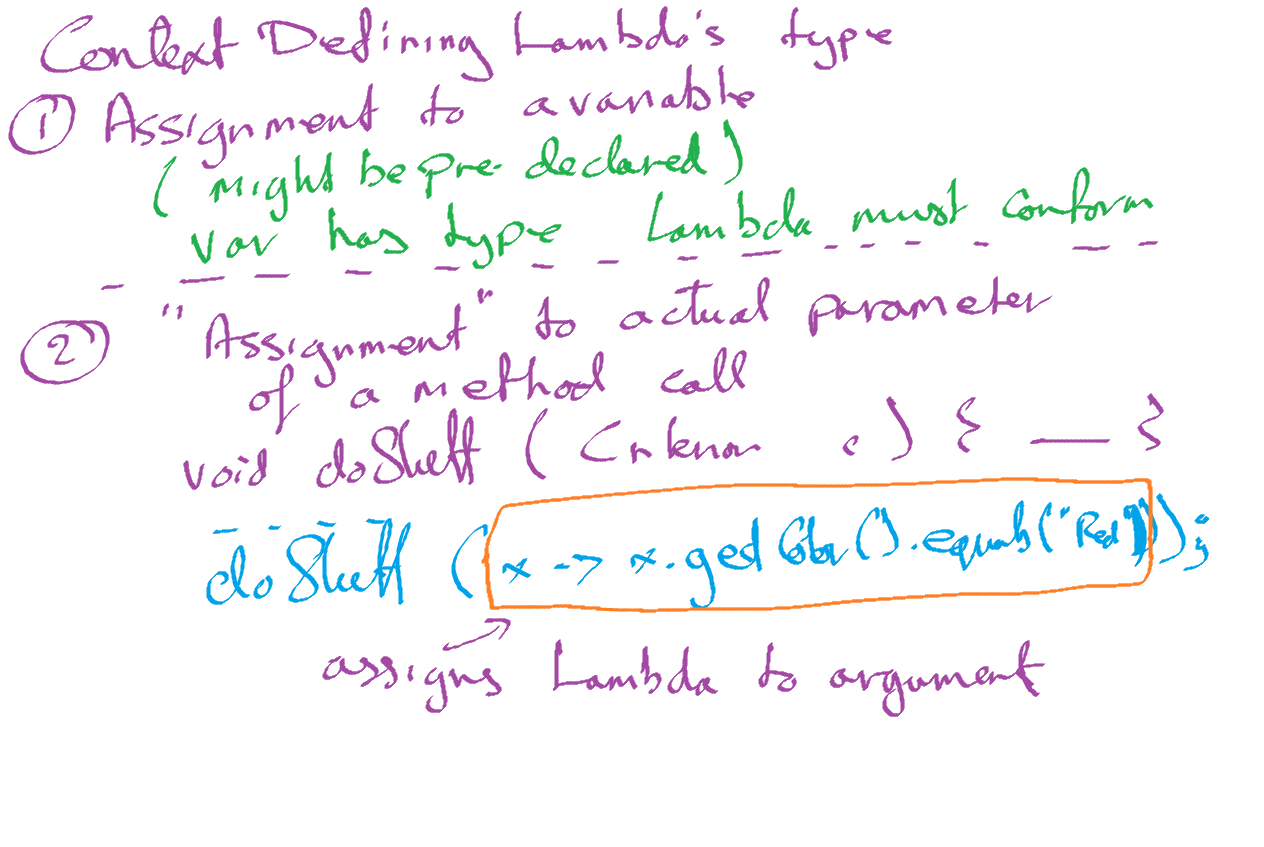 Context Defining Lambda's type
① Assignment to a variable
( might be pre-declared )
var has type Lambda must conform
② "Assignment" to actual parameter
of a method call
void doStuff ( Crknon c ) { — }
doStuff ( x -> x.getColor().equals("Red"));
assigns Lambda to argument